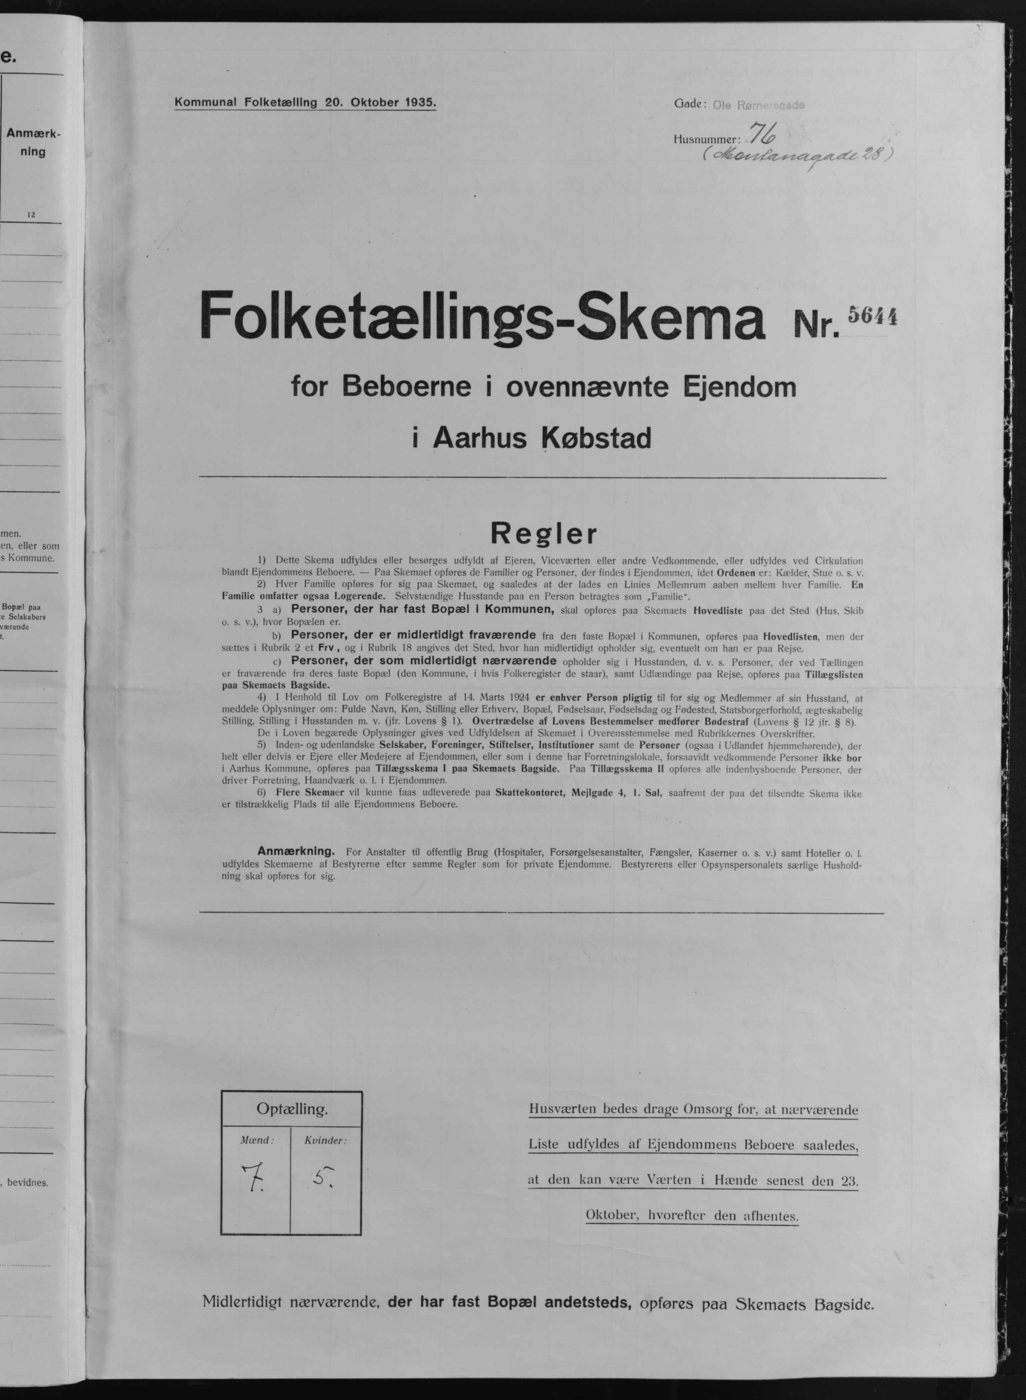 e.
Anmærk-
ning
12
men.
en, eller som
s Kommune.
Bopæl paa
e Selskabers
værende
, bevidnes.
Kommunal Folketælling 20. Oktober 1935.
Gade: Ole Rømersgade
Husnummer: 76
(Montanagade 28)
Folketællings-Skema Nr. 5644
for Beboerne i ovennævnte Ejendom
i Aarhus Købstad
Regler
1) Dette Skema udfyldes eller besørges udfyldt af Ejeren, Viceværten eller andre Vedkommende, eller udfyldes ved Cirkulation
blandt Ejendommens Beboere. — Paa Skemaet opføres de Familier og Personer, der findes i Ejendommen, idet Ordenen er: Kælder, Stue o. s. v.
2) Hver Familie opføres for sig paa Skemaet, og saaledes at der lades en Linies Mellemrum aaben mellem hver Familie. En
Familie omfatter ogsaa Logerende. Selvstændige Husstande paa en Person betragtes som „Familie“.
3 a) Personer, der har fast Bopæl i Kommunen, skal opføres paa Skemaets Hovedliste paa det Sted (Hus, Skib
o. s. v.), hvor Bopælen er.
b) Personer, der er midlertidigt fraværende fra den faste Bopæl i Kommunen, opføres paa Hovedlisten, men der
sættes i Rubrik 2 et Frv, og i Rubrik 18 angives det Sted, hvor han midlertidigt opholder sig, eventuelt om han er paa Rejse.
c) Personer, der som midlertidigt nærværende opholder sig i Husstanden, d. v. s. Personer, der ved Tællingen
er fraværende fra deres faste Bopæl (den Kommune, i hvis Folkeregister de staar), samt Udlændinge paa Rejse, opføres paa Tillægslisten
paa Skemaets Bagside.
4) I Henhold til Lov om Folkeregistre af 14. Marts 1924 er enhver Person pligtig til for sig og Medlemmer af sin Husstand, at
meddele Oplysninger om: Fulde Navn, Køn, Stilling eller Erhverv, Bopæl, Fødselsaar, Fødselsdag og Fødested, Statsborgerforhold, ægteskabelig
Stilling, Stilling i Husstanden m. v. (jfr. Lovens § 1). Overtrædelse af Lovens Bestemmelser medfører Bødestraf (Lovens § 12 jfr. § 8).
De i Loven begærede Oplysninger gives ved Udfyldelsen af Skemaet i Overensstemmelse med Rubrikkernes Overskrifter.
5) Inden- og udenlandske Selskaber, Foreninger, Stiftelser, Institutioner samt de Personer (ogsaa i Udlandet hjemmehørende), der
helt eller delvis er Ejere eller Medejere af Ejendommen, eller som i denne har Forretningslokale, forsaavidt vedkommende Personer ikke bor
i Aarhus Kommune, opføres paa Tillægsskema I paa Skemaets Bagside. Paa Tillægsskema II opføres alle indenbysboende Personer, der
driver Forretning, Haandværk o. l. i Ejendommen.
6) Flere Skemaer vil kunne faas udleverede paa Skattekontoret, Mejlgade 4, 1. Sal, saafremt der paa det tilsendte Skema ikke
er tilstrækkelig Plads til alle Ejendommens Beboere.
Anmærkning. For Anstalter til offentlig Brug (Hospitaler, Forsørgelsesanstalter, Fængsler, Kaserner o. s. v.) samt Hoteller o. l.
udfyldes Skemaerne af Bestyrerne efter samme Regler som for private Ejendomme. Bestyrerens eller Opsynspersonalets særlige Hushold-
ning skal opføres for sig.
Optælling.
Mænd: Kvinder:
7. 5.
Husværten bedes drage Omsorg for, at nærværende
Liste udfyldes af Ejendommens Beboere saaledes,
at den kan være Værten i Hænde senest den 23.
Oktober, hvorefter den afhentes.
Midlertidigt nærværende, der har fast Bopæl andetsteds, opføres paa Skemaets Bagside.